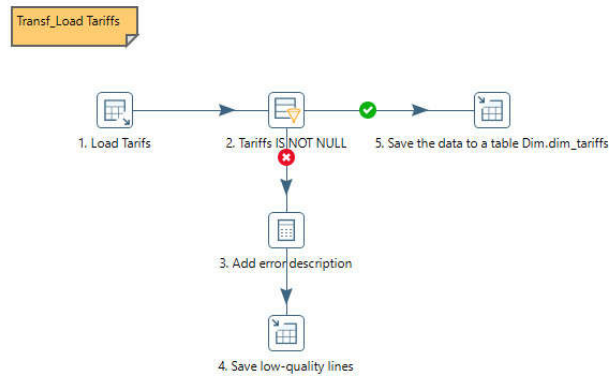 Transf_Load Tariffs
1. Load Tarifs
2. Tariffs IS NOT NULL
5. Save the data to a table Dim.dim_tariffs
3. Add error description
4. Save low-quality lines